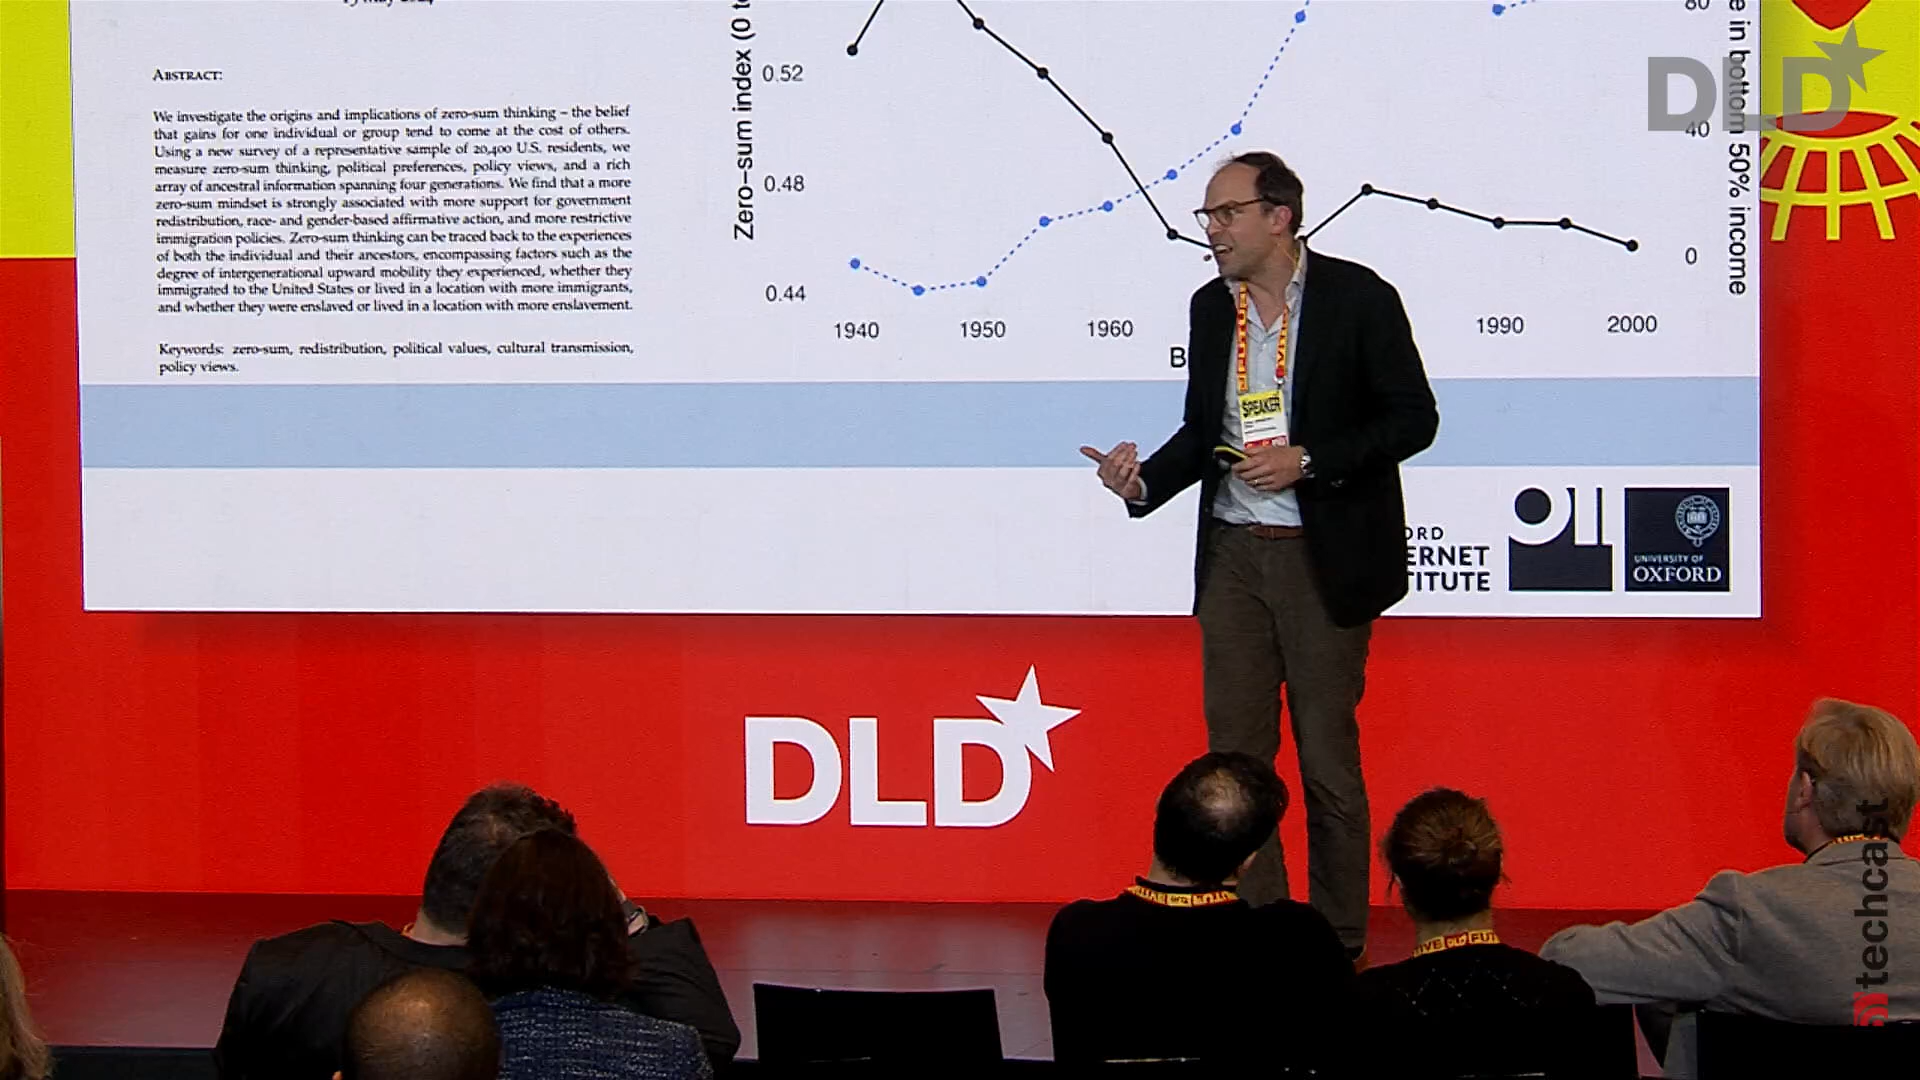 ABSTRACT:
We investigate the origins and implications of zero-sum thinking – the belief
that gains for one individual or group tend to come at the cost of others.
Using a new survey of a representative sample of 20,400 U.S. residents, we
measure zero-sum thinking, political preferences, policy views, and a rich
array of ancestral information spanning four generations. We find that a more
zero-sum mindset is strongly associated with more support for government
redistribution, race- and gender-based affirmative action, and more restrictive
immigration policies. Zero-sum thinking can be traced back to the experiences
of both the individual and their ancestors, encompassing factors such as the
degree of intergenerational upward mobility they experienced, whether they
immigrated to the United States or lived in a location with more immigrants,
and whether they were enslaved or lived in a location with more enslavement.
Keywords: zero-sum, redistribution, political values, cultural transmission,
policy views.
Zero-sum index (0 t
0.52
0.48
0.44
1940
1950
1960
1990
2000
B
80
40
0
e in bottom 50% income
DLD
SPEAKER
ORD
ERNET
TITUTE
OII
UNIVERSITY OF
OXFORD
DLD
techcast